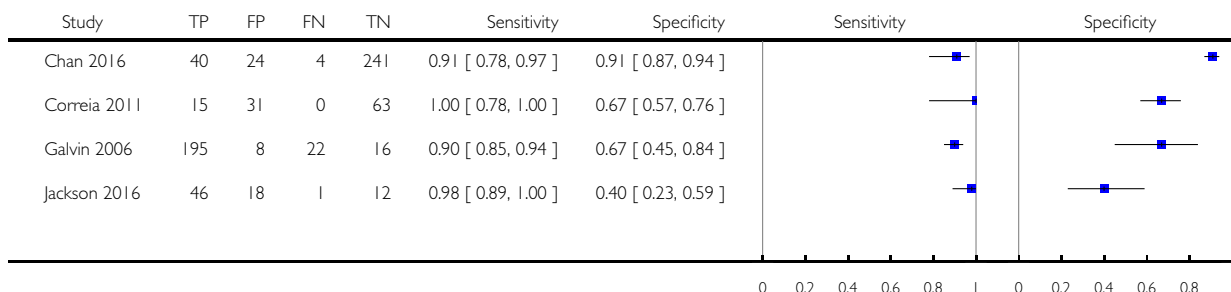 Study TP FP FN TN Sensitivity Specificity Sensitivity Specificity
Chan 2016 40 24 4 241 0.91 [ 0.78, 0.97 ] 0.91 [ 0.87, 0.94 ]
Correia 2011 15 31 0 63 1.00 [ 0.78, 1.00 ] 0.67 [ 0.57, 0.76 ]
Galvin 2006 195 8 22 16 0.90 [ 0.85, 0.94 ] 0.67 [ 0.45, 0.84 ]
Jackson 2016 46 18 1 12 0.98 [ 0.89, 1.00 ] 0.40 [ 0.23, 0.59 ]
0 0.2 0.4 0.6 0.8 1 0 0.2 0.4 0.6 0.8